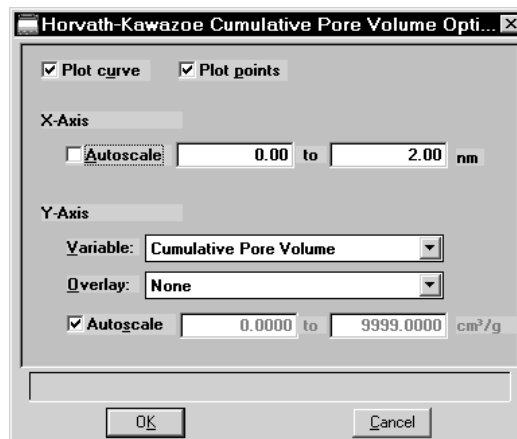 Horvath-Kawazoe Cumulative Pore Volume Opti...
Plot curve Plot points
X-Axis
Autoscale 0.00 to 2.00 nm
Y-Axis
Variable: Cumulative Pore Volume
Overlay: None
Autoscale 0.0000 to 9999.0000 cm³/g
OK Cancel